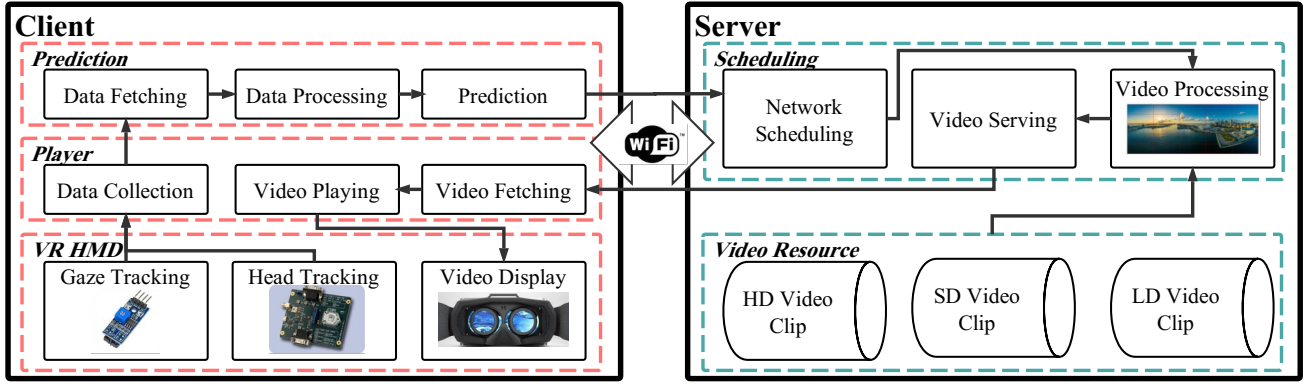 Client
Prediction
Data Fetching
Data Processing
Prediction
Player
Data Collection
Video Playing
Video Fetching
VR HMD
Gaze Tracking
Head Tracking
Video Display
WiFi™
Server
Scheduling
Network
Scheduling
Video Serving
Video Processing
Video Resource
HD Video
Clip
SD Video
Clip
LD Video
Clip